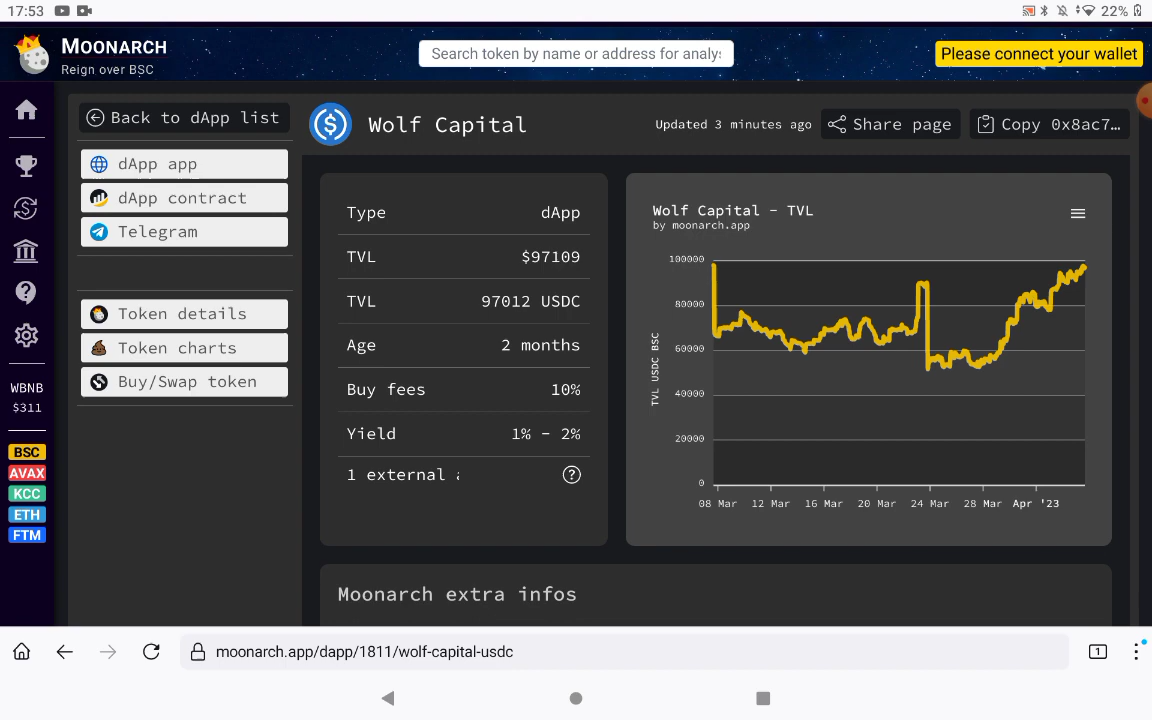 17:53
22%
MOONARCH
Reign over BSC
Search token by name or address for analy
Please connect your wallet
Back to dApp list
Wolf Capital
Updated 3 minutes ago
Share page
Copy 0x8ac7…
dApp app
dApp contract
Telegram
Token details
Token charts
Buy/Swap token
WBNB
$311
BSC
AVAX
KCC
ETH
FTM
Type dApp
TVL $97109
TVL 97012 USDC
Age 2 months
Buy fees 10%
Yield 1% - 2%
1 external
Wolf Capital - TVL
by moonarch.app
TVL USDC BSC
100000
80000
60000
40000
20000
0
08 Mar 12 Mar 16 Mar 20 Mar 24 Mar 28 Mar Apr '23
Moonarch extra infos
moonarch.app/dapp/1811/wolf-capital-usdc
1